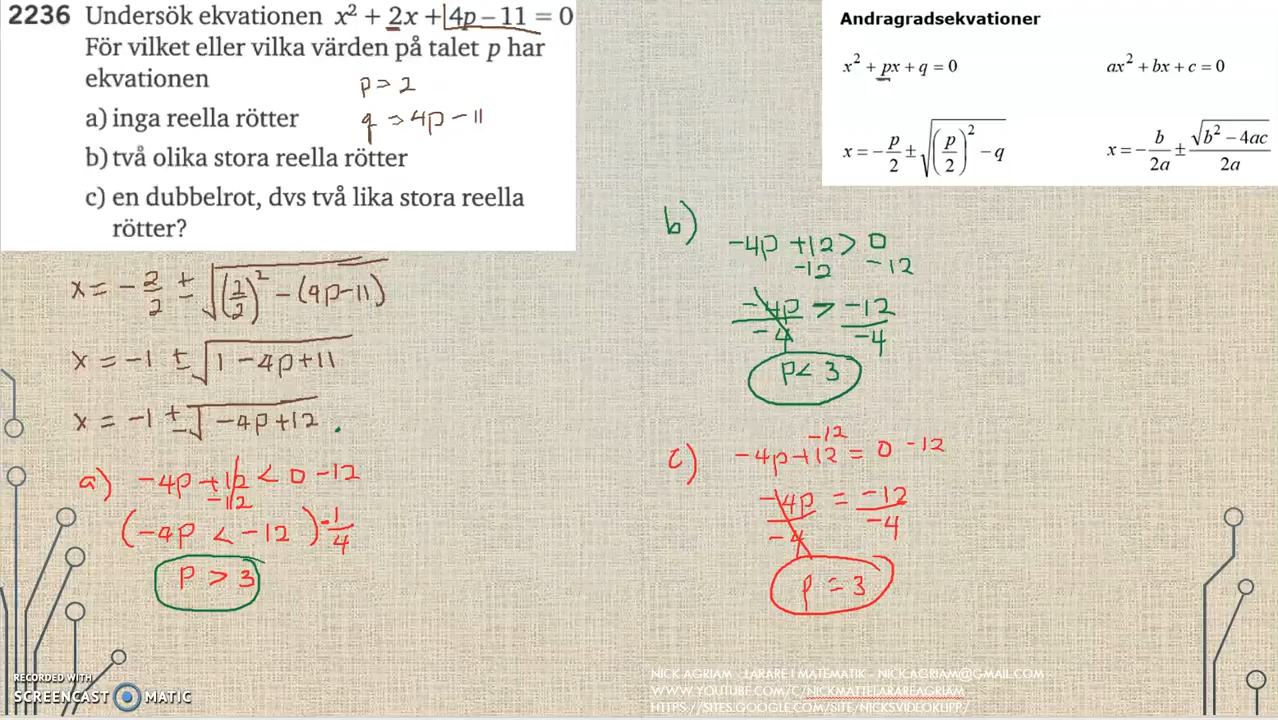 2236 Undersök ekvationen x² + 2x + 4p – 11 = 0
För vilket eller vilka värden på talet p har
ekvationen
p = 2
a) inga reella rötter
q = 4p - 11
b) två olika stora reella rötter
c) en dubbelrot, dvs två lika stora reella
rötter?
Andragradsekvationer
x² + px + q = 0
ax² + bx + c = 0
x = -p/2 ± √((p/2)² - q)
x = -b/2a ± √(b² - 4ac)/2a
x = -2/2 ± √((2/2)² - (4p-11))
x = -1 ± √(1 - 4p + 11)
x = -1 ± √(-4p + 12)
a) -4p + 12 < 0 - 12
-12
(-4p < -12) · -1/4
p > 3
b)
-4p + 12 > 0
-12 -12
-4p/-4 > -12/-4
p < 3
-12
c) -4p + 12 = 0 - 12
-4p/-4 = -12/-4
p = 3
RECORDED WITH
SCREENCAST MATIC
NICK AGRIAM – LÄRARE I MATEMATIK - NICKAGRIAM@GMAIL.COM
WWW.YOUTUBE.COM/C/NICKMATTELARAREAGRIAM
HTTPS://SITES.GOOGLE.COM/SITE/NICKSVIDEOKLIPP/